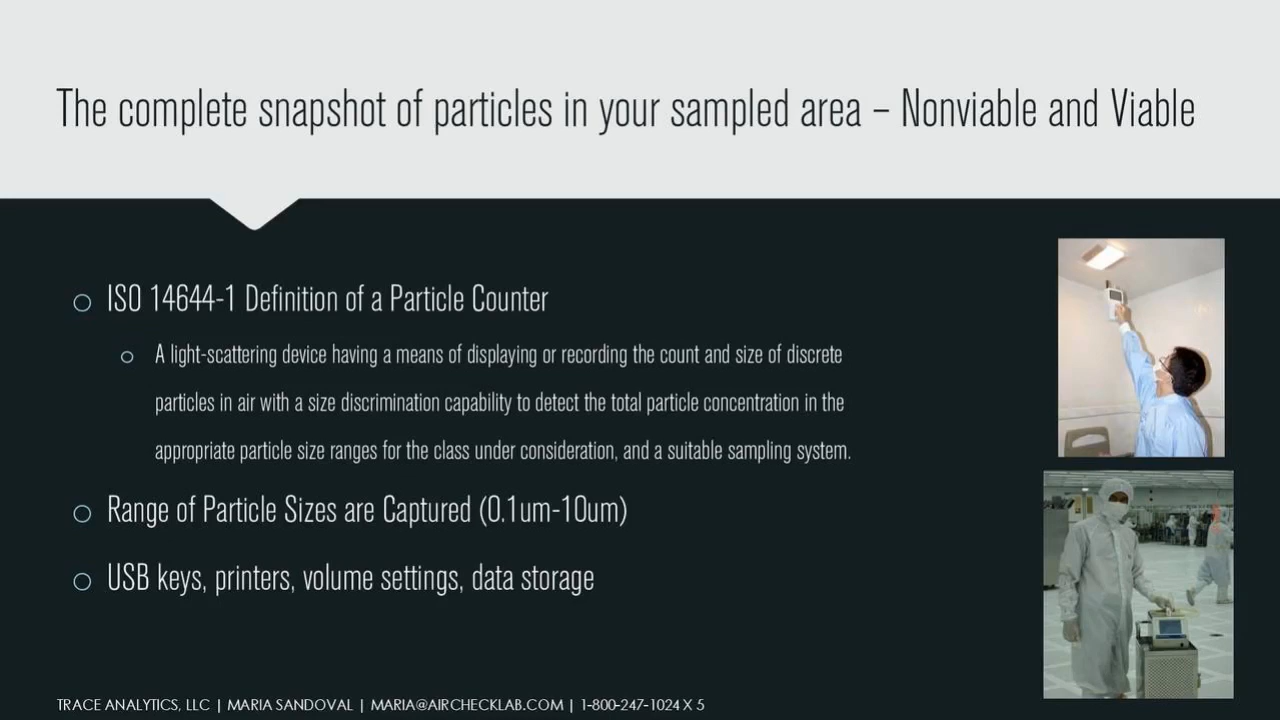 The complete snapshot of particles in your sampled area – Nonviable and Viable
ISO 14644-1 Definition of a Particle Counter
A light-scattering device having a means of displaying or recording the count and size of discrete
particles in air with a size discrimination capability to detect the total particle concentration in the
appropriate particle size ranges for the class under consideration, and a suitable sampling system.
Range of Particle Sizes are Captured (0.1um-10um)
USB keys, printers, volume settings, data storage
TRACE ANALYTICS, LLC | MARIA SANDOVAL | MARIA@AIRCHECKLAB.COM | 1-800-247-1024 X 5